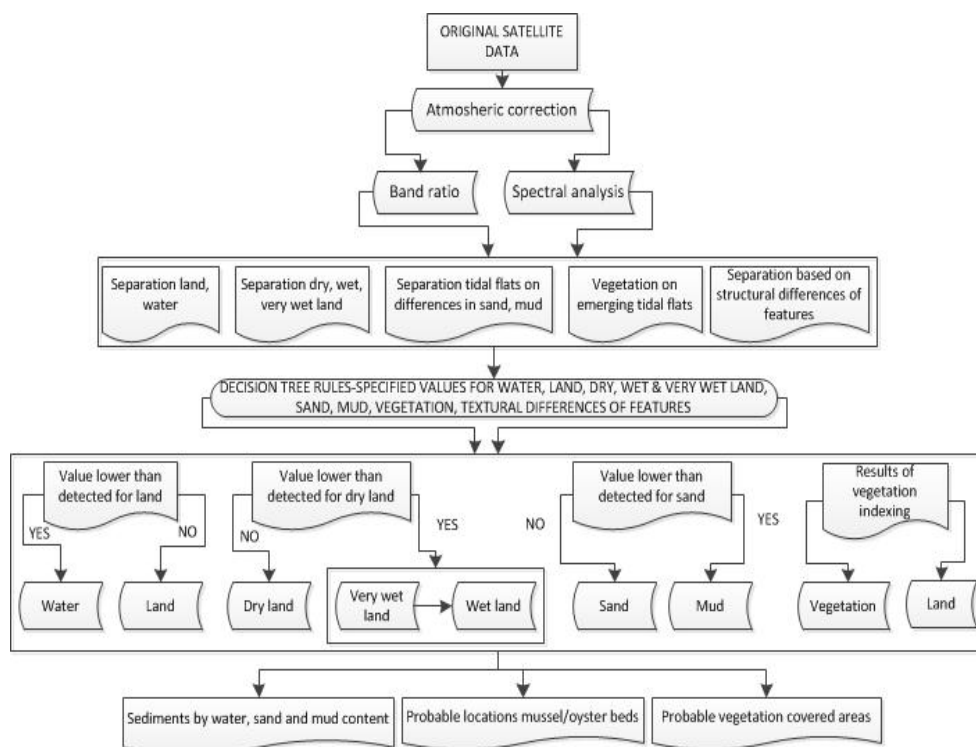 ORIGINAL SATELLITE
DATA
Atmosheric correction
Band ratio
Spectral analysis
Separation land,
water
Separation dry, wet,
very wet land
Separation tidal flats on
differences in sand, mud
Vegetation on
emerging tidal flats
Separation based on
structural differences of
features
DECISION TREE RULES-SPECIFIED VALUES FOR WATER, LAND, DRY, WET & VERY WET LAND,
SAND, MUD, VEGETATION, TEXTURAL DIFFERENCES OF FEATURES
Value lower than
detected for land
YES
NO
Value lower than
detected for dry land
NO
YES
Value lower than
detected for sand
NO
YES
Results of
vegetation
indexing
Water
Land
Dry land
Very wet
land
Wet land
Sand
Mud
Vegetation
Land
Sediments by water, sand and mud content
Probable locations mussel/oyster beds
Probable vegetation covered areas